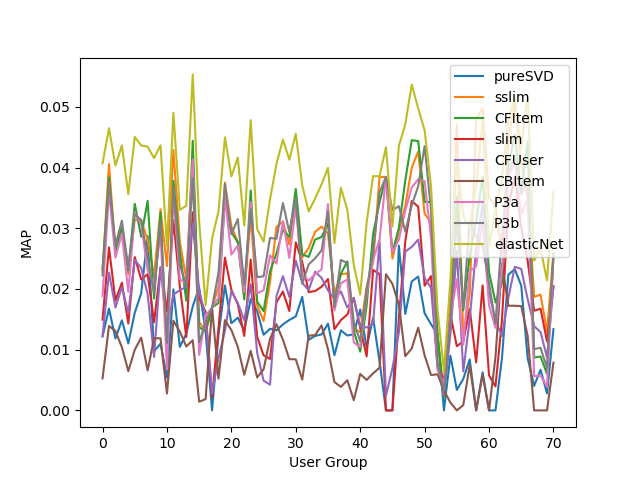 0.05
0.04
0.03
0.02
0.01
0.00
MAP
0 10 20 30 40 50 60 70
User Group
pureSVD
sslim
CFItem
slim
CFUser
CBItem
P3a
P3b
elasticNet